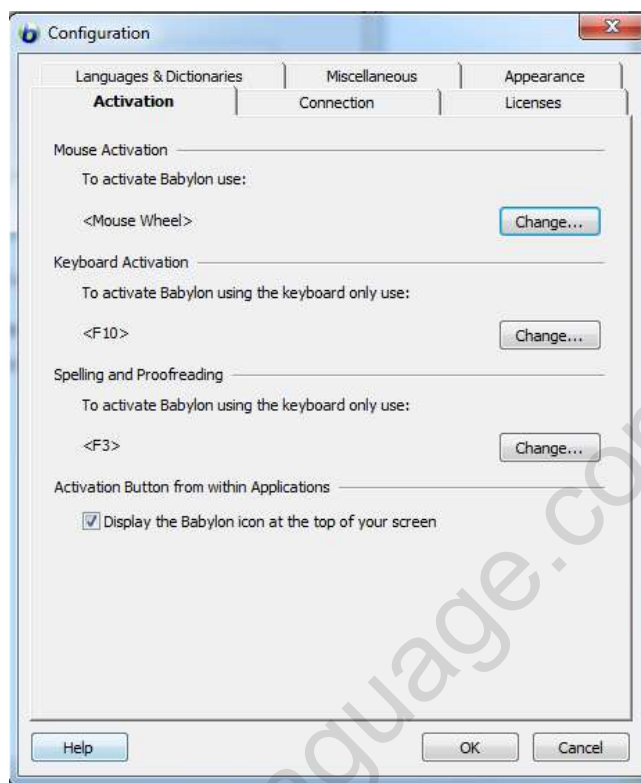 Configuration
Languages & Dictionaries Miscellaneous Appearance
Activation Connection Licenses
Mouse Activation
To activate Babylon use:
<Mouse Wheel> Change...
Keyboard Activation
To activate Babylon using the keyboard only use:
<F10> Change...
Spelling and Proofreading
To activate Babylon using the keyboard only use:
<F3> Change...
Activation Button from within Applications
Display the Babylon icon at the top of your screen
Help OK Cancel